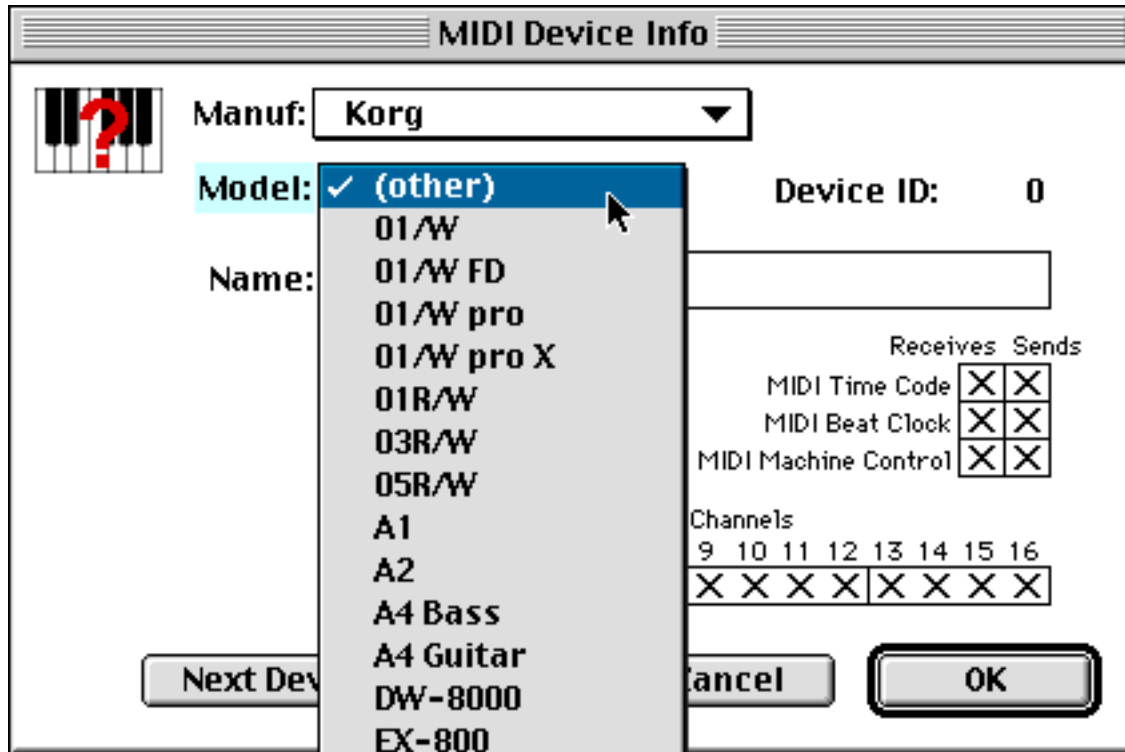 MIDI Device Info
Manuf: Korg
Model: ✓ (other) Device ID: 0
01/W
Name: 01/W FD
01/W pro
01/W pro X Receives Sends
01R/W MIDI Time Code X X
03R/W MIDI Beat Clock X X
05R/W MIDI Machine Control X X
A1 Channels
9 10 11 12 13 14 15 16
A2 X X X X X X X X
A4 Bass
A4 Guitar
Next Dev ancel OK
DW-8000
EX-800